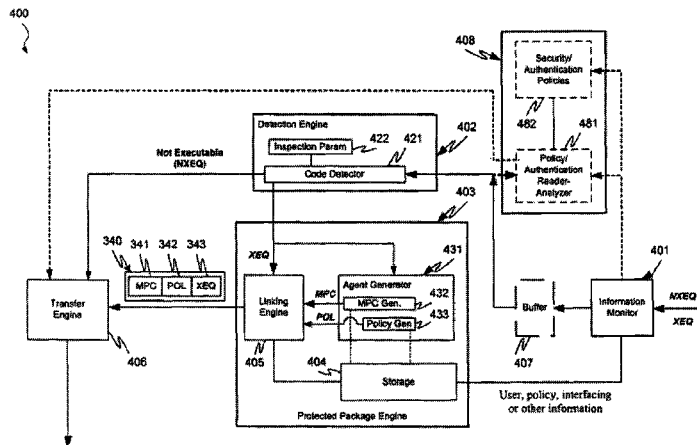 400
408
Security/
Authentication
Policies
482
481
Policy/
Authentication
Reader-
Analyzer
Detection Engine
Inspection Param
422
421
402
Code Detector
Not Executable
(NXEQ)
403
340
341
342
343
MPC
POL
XEQ
XEQ
431
Agent Generator
MPC
MPC Gen.
432
POL
Policy Gen
433
Transfer
Engine
406
Linking
Engine
405
404
Storage
Protected Package Engine
Buffer
407
401
Information
Monitor
NXEQ
XEQ
User, policy, interfacing
or other information